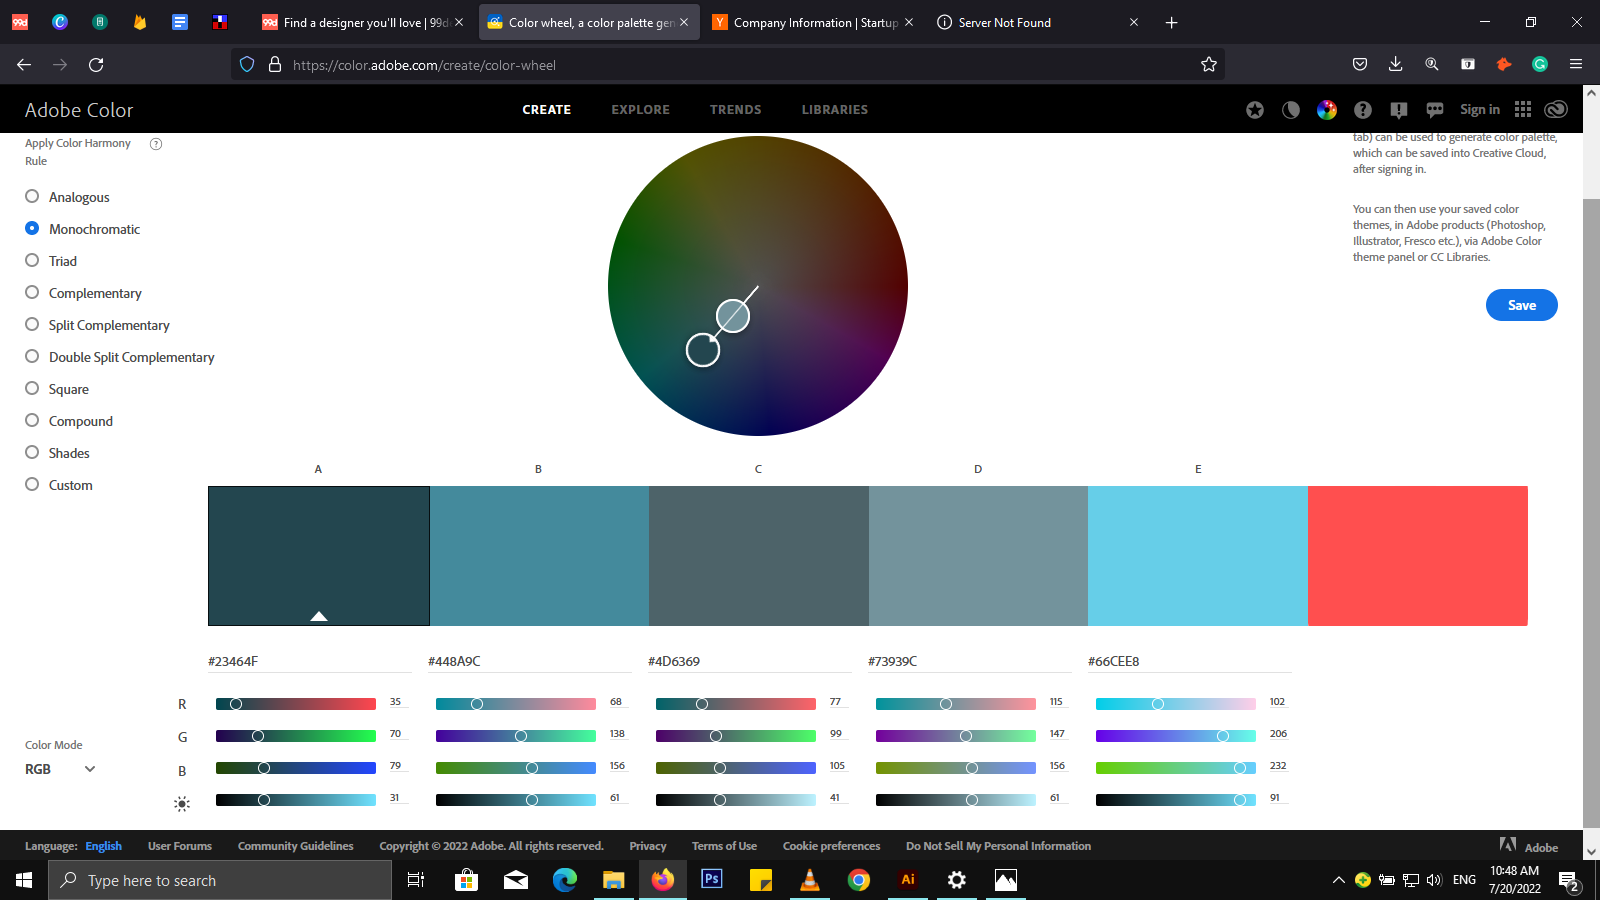 99d
Find a designer you'll love | 99de
Color wheel, a color palette gen
Company Information | Startup
Server Not Found
https://color.adobe.com/create/color-wheel
Adobe Color
CREATE
EXPLORE
TRENDS
LIBRARIES
Sign in
Apply Color Harmony
Rule
Analogous
Monochromatic
Triad
Complementary
Split Complementary
Double Split Complementary
Square
Compound
Shades
Custom
tab) can be used to generate color palette,
which can be saved into Creative Cloud,
after signing in.
You can then use your saved color
themes, in Adobe products (Photoshop,
Illustrator, Fresco etc.), via Adobe Color
theme panel or CC Libraries.
Save
A B C D E
#23464F #448A9C #4D6369 #73939C #66CEE8
R 35 68 77 115 102
G 70 138 99 147 206
B 79 156 105 156 232
31 61 41 61 91
Color Mode
RGB
Language: English User Forums Community Guidelines Copyright © 2022 Adobe. All rights reserved. Privacy Terms of Use Cookie preferences Do Not Sell My Personal Information Adobe
Type here to search
Ps
Ai
ENG
10:48 AM
7/20/2022
2